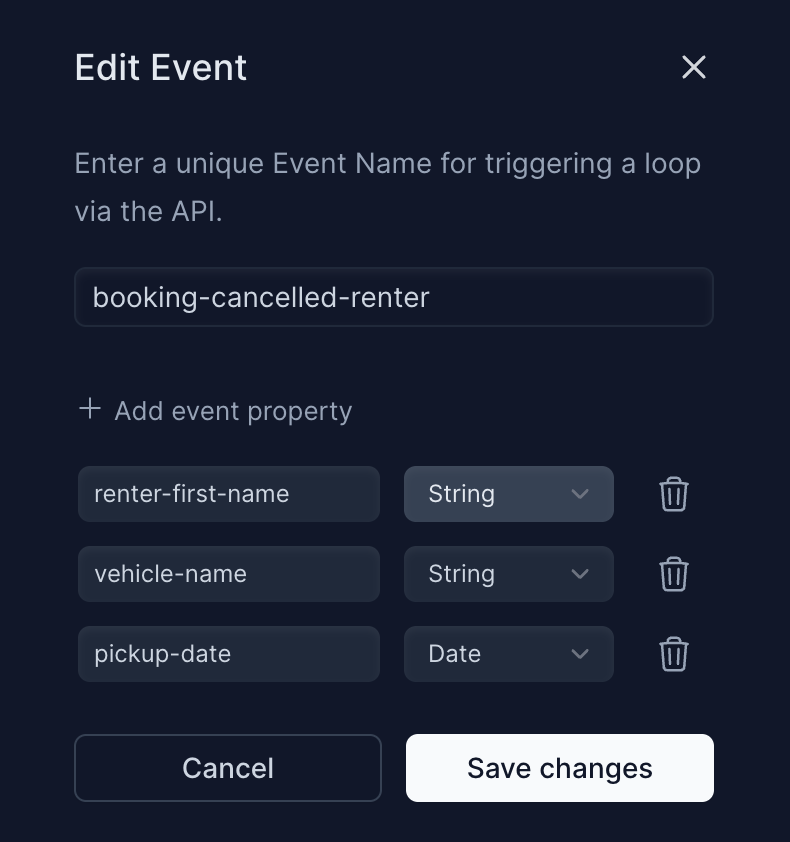 Edit Event
Enter a unique Event Name for triggering a loop
via the API.
booking-cancelled-renter
Add event property
renter-first-name String
vehicle-name String
pickup-date Date
Cancel Save changes